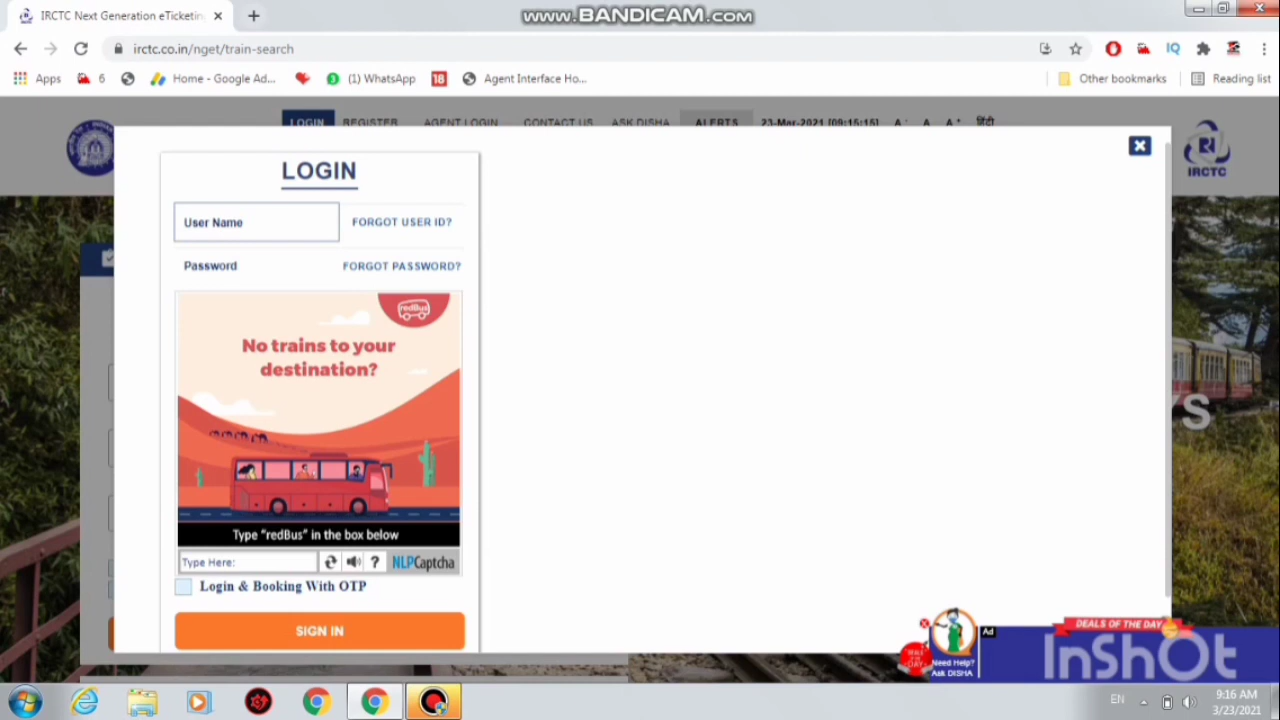 IRCTC Next Generation eTicketing
www.BANDICAM.com
irctc.co.in/nget/train-search
IQ
Apps
6
Home - Google Ad...
(1) WhatsApp
18
Agent Interface Ho...
Other bookmarks
Reading list
LOGIN REGISTER AGENT LOGIN CONTACT US ASK DISHA ALERTS 23-Mar-2021 [09:15:15] A- A A+ हिंदी
IRCTC
LOGIN
User Name
FORGOT USER ID?
Password
FORGOT PASSWORD?
redBus
No trains to your
destination?
Type “redBus” in the box below
Type Here:
?
NLPCaptcha
Login & Booking With OTP
SIGN IN
YS
Ad
DEALS OF THE DAY
Need Help?
Ask DISHA
InShOt
EN
9:16 AM
3/23/2021